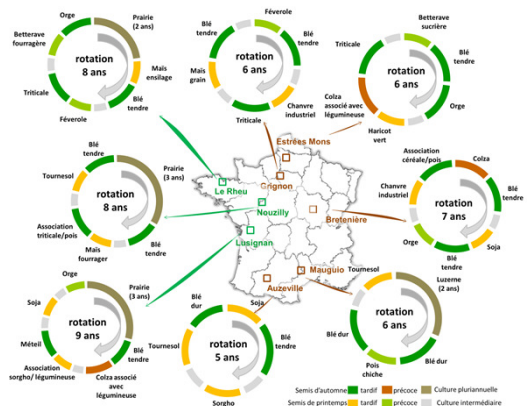 Orge
Prairie
(2 ans)
Betterave
fourragère
rotation
8 ans
Maïs
ensilage
Triticale
Blé
tendre
Féverole
Féverole
Blé
tendre
Blé
tendre
rotation
6 ans
Maïs
grain
Chanvre
industriel
Triticale
Betterave
sucrière
Triticale
Blé
tendre
rotation
6 ans
Colza
associé avec
légumineuse
Orge
Haricot
vert
Blé
tendre
Estrées Mons
Le Rheu
Grignon
Nouzilly
Bretenière
Lusignan
Mauguio
Auzeville
Blé
tendre
Prairie
(3 ans)
Tournesol
rotation
8 ans
Association
triticale/pois
Maïs
fourrager
Blé
tendre
Association
céréale/pois
Colza
Chanvre
industriel
Blé
tendre
rotation
7 ans
Orge
Soja
Blé
tendre
Orge
Prairie
(3 ans)
Soja
rotation
9 ans
Méteil
Blé
tendre
Association
sorgho/ légumineuse
Colza associé
avec
légumineuse
Soja
Blé
dur
Tournesol
rotation
5 ans
Blé
tendre
Sorgho
Tournesol
Luzerne
(2 ans)
rotation
6 ans
Blé dur
Pois
chiche
Blé dur
Semis d'automne tardif précoce Culture pluriannuelle
Semis de printemps tardif précoce Culture intermédiaire